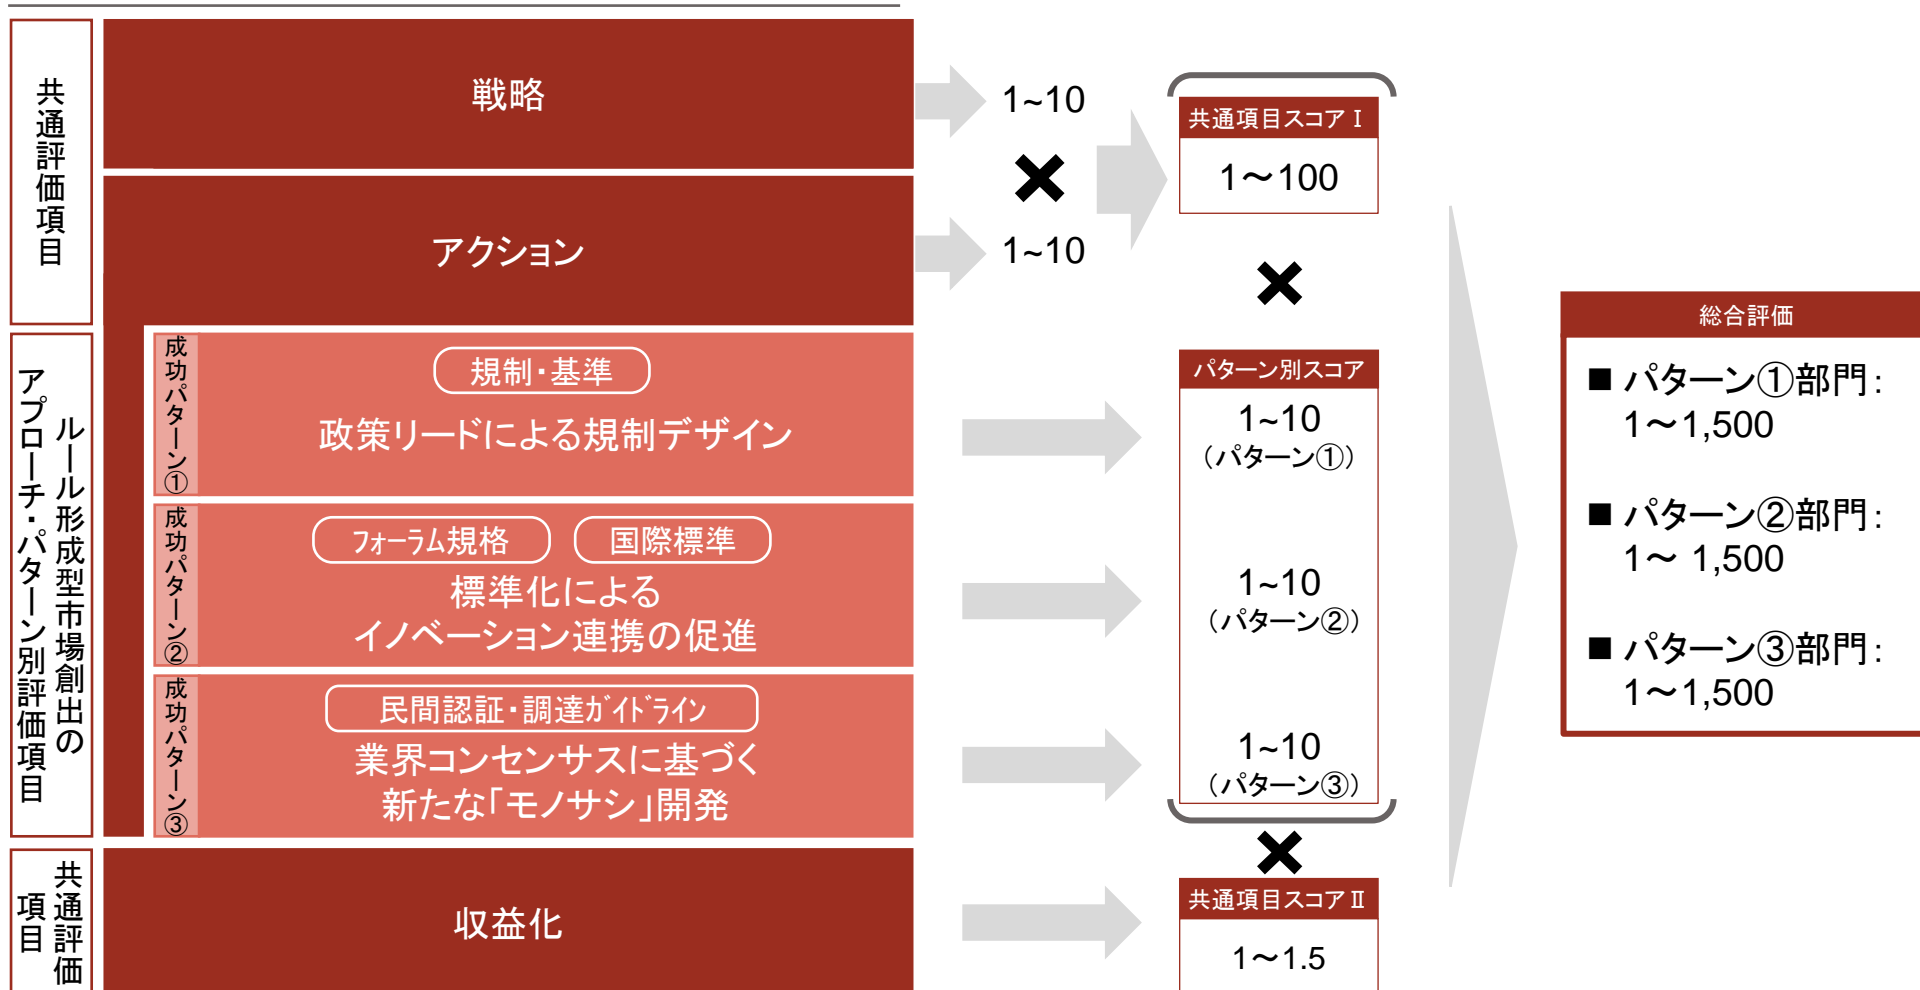 共通評価項目
戦略
1~10
×
アクション
1~10
共通項目スコアⅠ
1～100
×
ルール形成型市場創出の
アプローチ・パターン別評価項目
成功パターン①
規制・基準
政策リードによる規制デザイン
成功パターン②
フォーラム規格
国際標準
標準化による
イノベーション連携の促進
成功パターン③
民間認証・調達ガイドライン
業界コンセンサスに基づく
新たな「モノサシ」開発
パターン別スコア
1~10
（パターン①）
1~10
（パターン②）
1~10
（パターン③）
×
共通評価
項目
収益化
共通項目スコアⅡ
1～1.5
総合評価
■ パターン①部門：
1～1,500
■ パターン②部門：
1～ 1,500
■ パターン③部門：
1～1,500